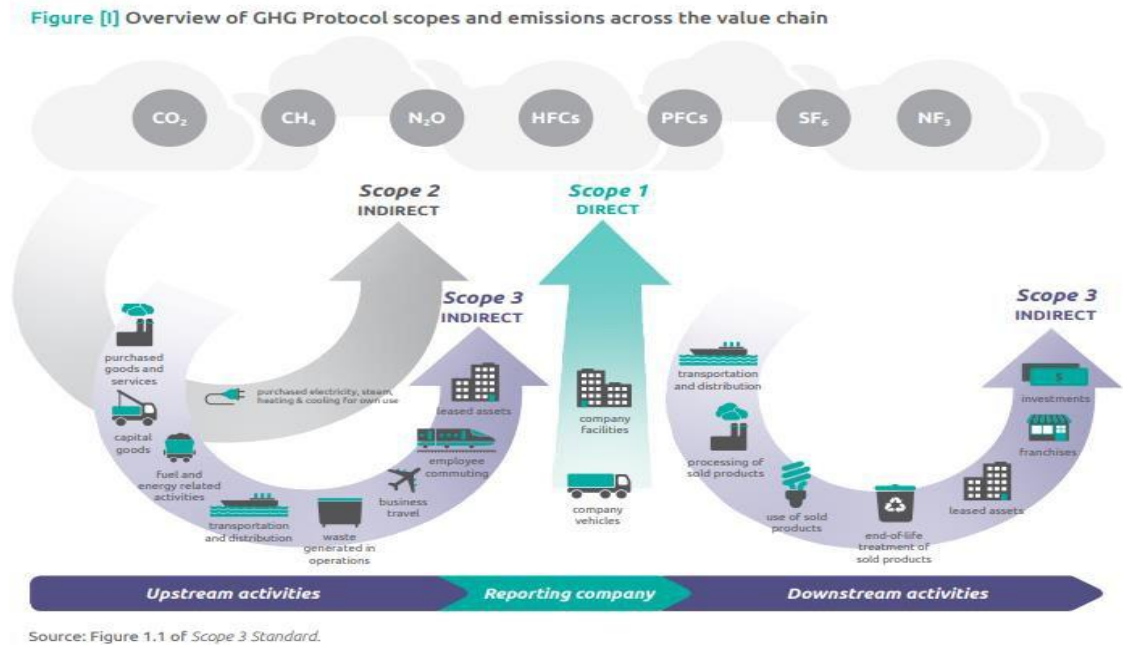 Figure [I] Overview of GHG Protocol scopes and emissions across the value chain
CO₂
CH₄
N₂O
HFCs
PFCs
SF₆
NF₃
Scope 2
INDIRECT
Scope 1
DIRECT
Scope 3
INDIRECT
Scope 3
INDIRECT
purchased
goods and
services
capital
goods
fuel and
energy related
activities
transportation
and distribution
waste
generated in
operations
business
travel
employee
commuting
leased assets
purchased electricity, steam,
heating & cooling for own use
company
facilities
company
vehicles
transportation
and distribution
processing of
sold products
use of sold
products
end-of-life
treatment of
sold products
leased assets
franchises
investments
$
Upstream activities
Reporting company
Downstream activities
Source: Figure 1.1 of Scope 3 Standard.